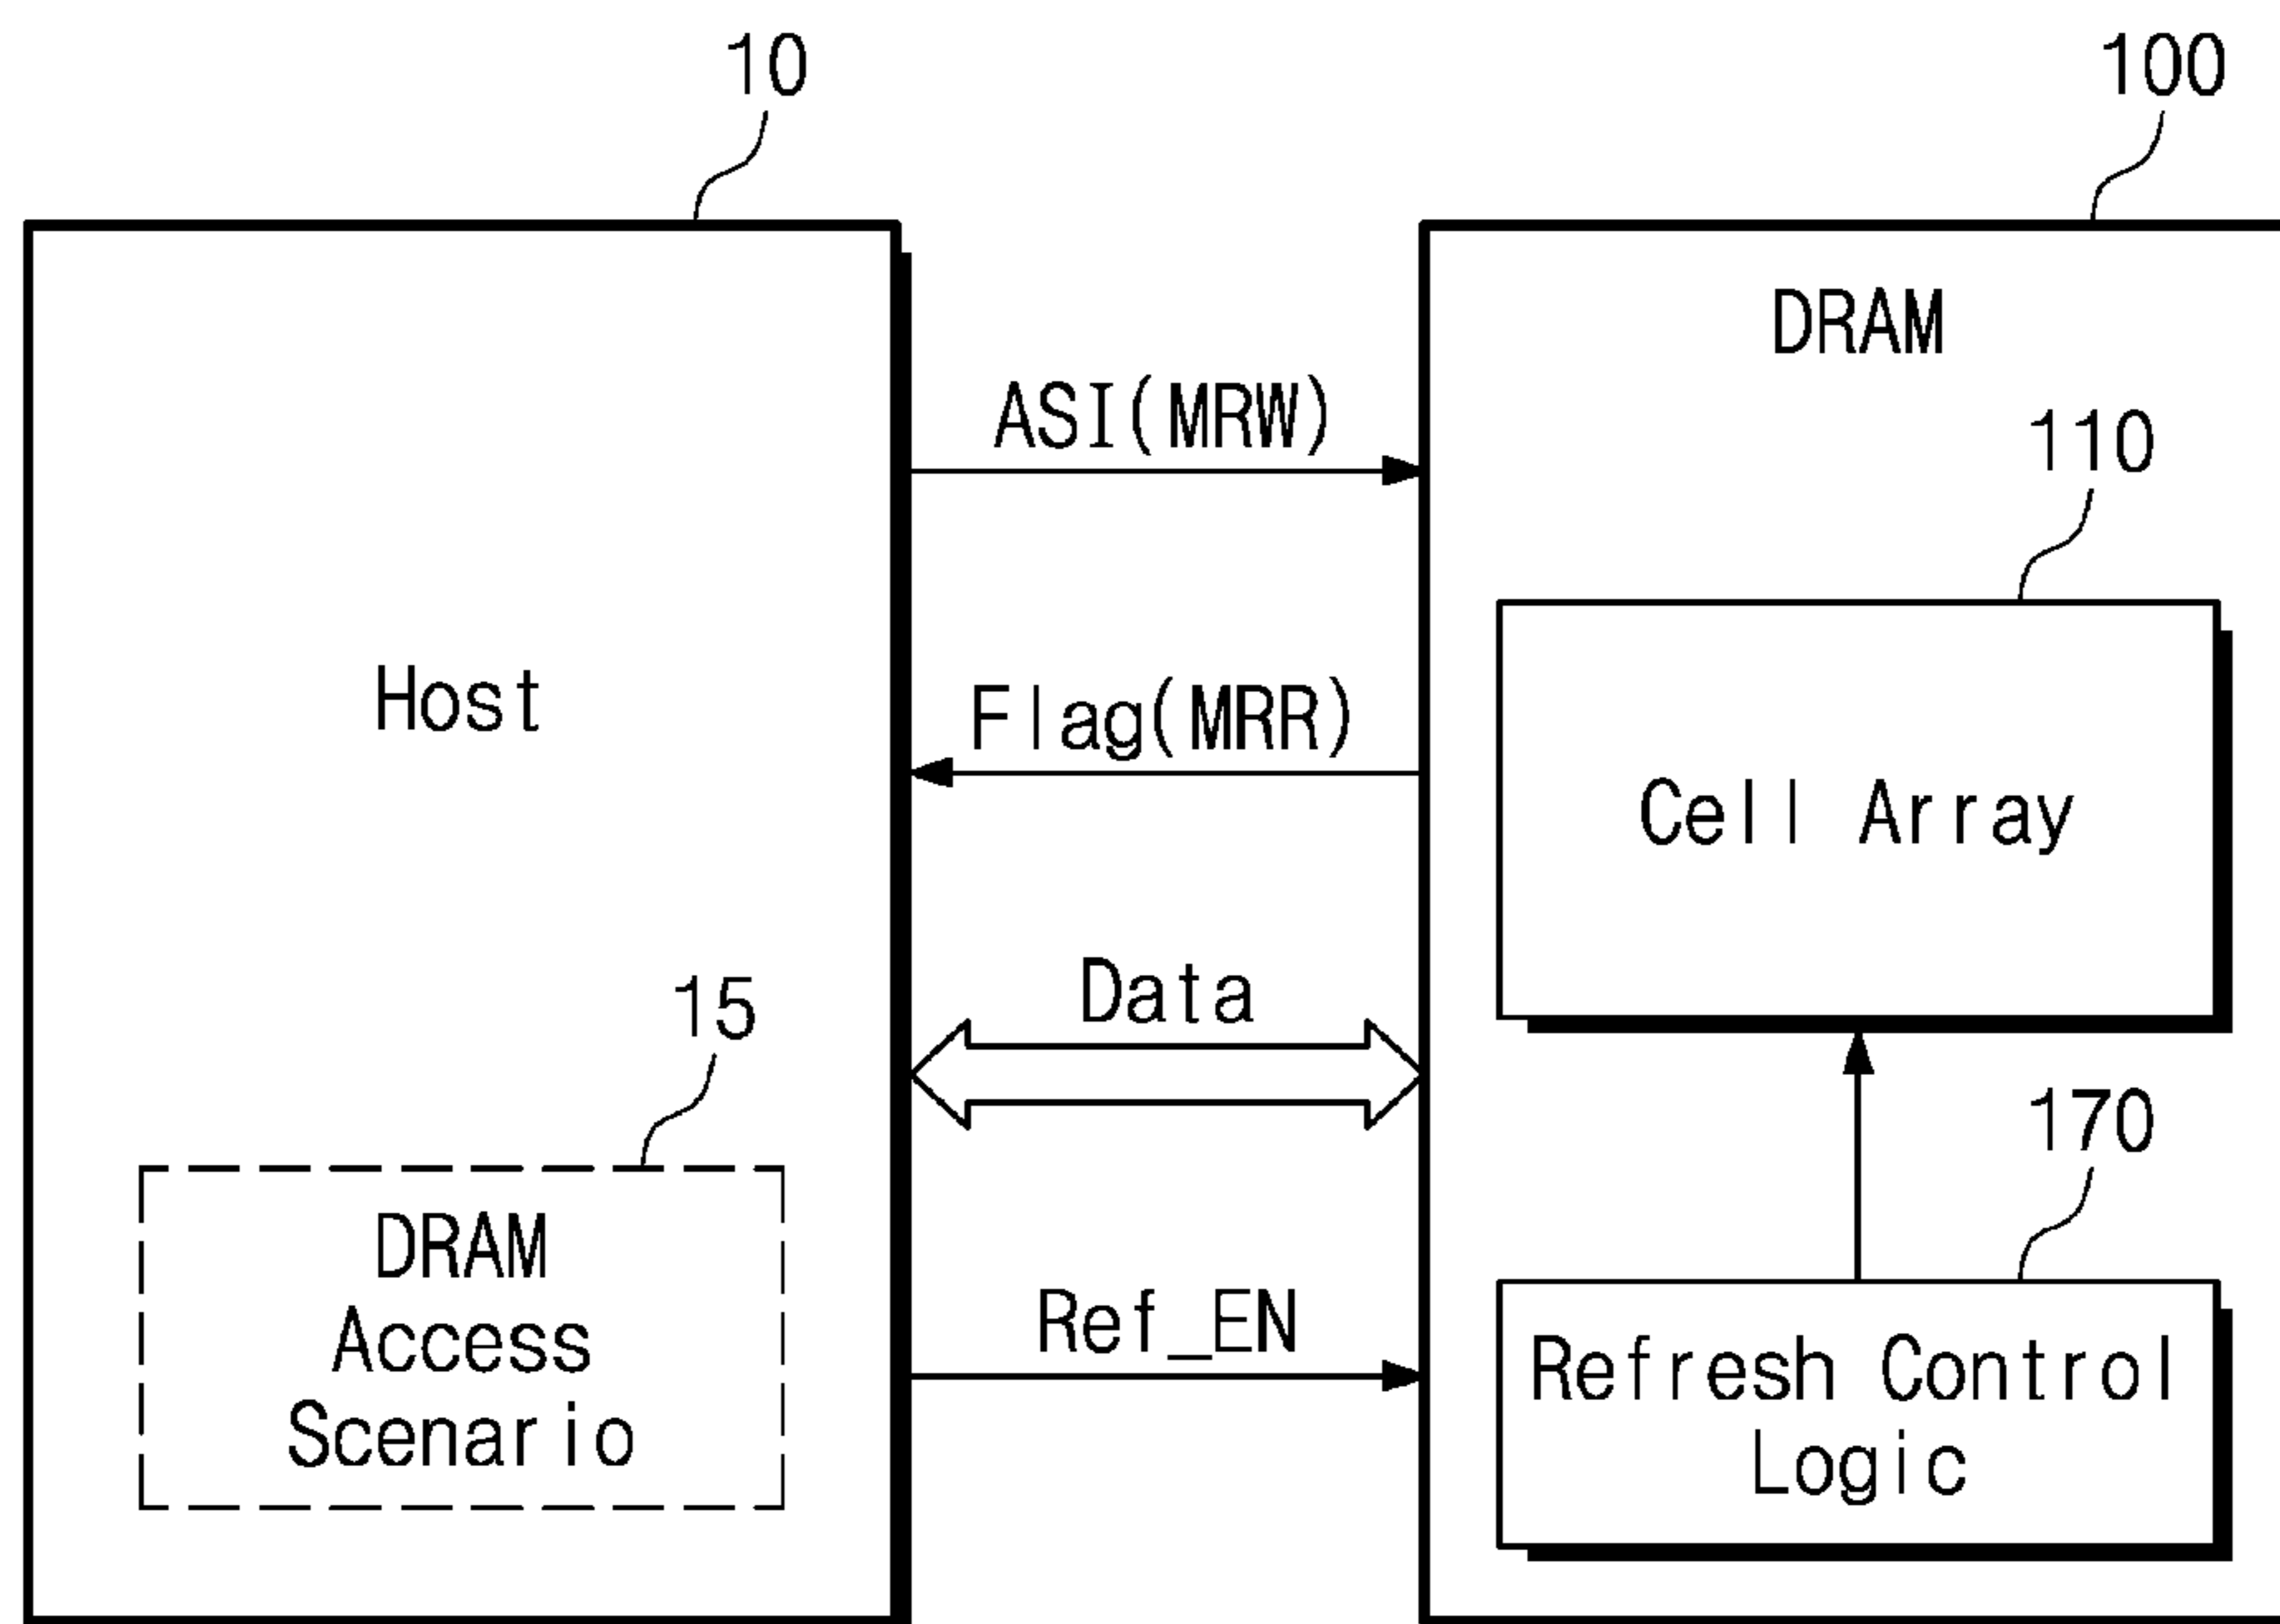 10
100
DRAM
ASI(MRW)
110
Host
Flag(MRR)
Cell Array
Data
15
170
DRAM
Access
Scenario
Ref_EN
Refresh Control
Logic